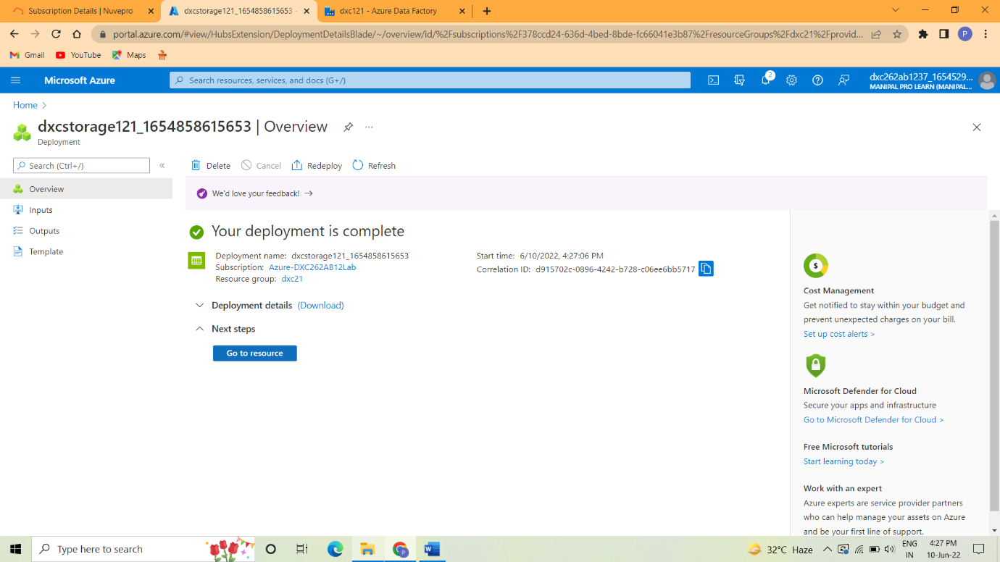 Subscription Details | Nuvepro
dxcstorage121_1654858615653 -
dxc121 - Azure Data Factory
portal.azure.com/#view/HubsExtension/DeploymentDetailsBlade/~/overview/id/%2Fsubscriptions%2F378ccd24-636d-4bed-8bde-fc66041e3b87%2FresourceGroups%2Fdxc21%2Fprovid...
P
Gmail
YouTube
Maps
Microsoft Azure
Search resources, services, and docs (G+/)
2
dxc262ab1237_1654529...
MANIPAL PRO LEARN (MANIPAL...
Home >
dxcstorage121_1654858615653 | Overview ...
Deployment
Search (Ctrl+/)
«
Delete
Cancel
Redeploy
Refresh
Overview
Inputs
Outputs
Template
We'd love your feedback! →
Your deployment is complete
Deployment name: dxcstorage121_1654858615653
Subscription: Azure-DXC262AB12Lab
Resource group: dxc21
Start time: 6/10/2022, 4:27:06 PM
Correlation ID: d915702c-0896-4242-b728-c06ee6bb5717
Deployment details (Download)
Next steps
Go to resource
$
Cost Management
Get notified to stay within your budget and
prevent unexpected charges on your bill.
Set up cost alerts >
Microsoft Defender for Cloud
Secure your apps and infrastructure
Go to Microsoft Defender for Cloud >
Free Microsoft tutorials
Start learning today >
Work with an expert
Azure experts are service provider partners
who can help manage your assets on Azure
and be your first line of support.
Type here to search
P
W
32°C Haze
ENG
IN
4:27 PM
10-Jun-22